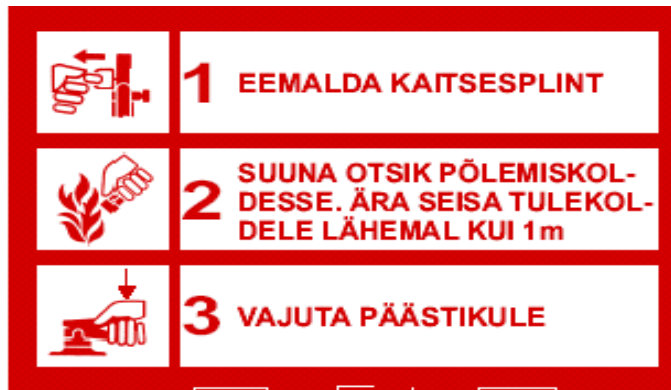 1 EEMALDA KAITSESPLINT
2 SUUNA OTSIK PÕLEMISKOL-
DESSE. ÄRA SEISA TULEKOL-
DELE LÄHEMAL KUI 1m
3 VAJUTA PÄÄSTIKULE